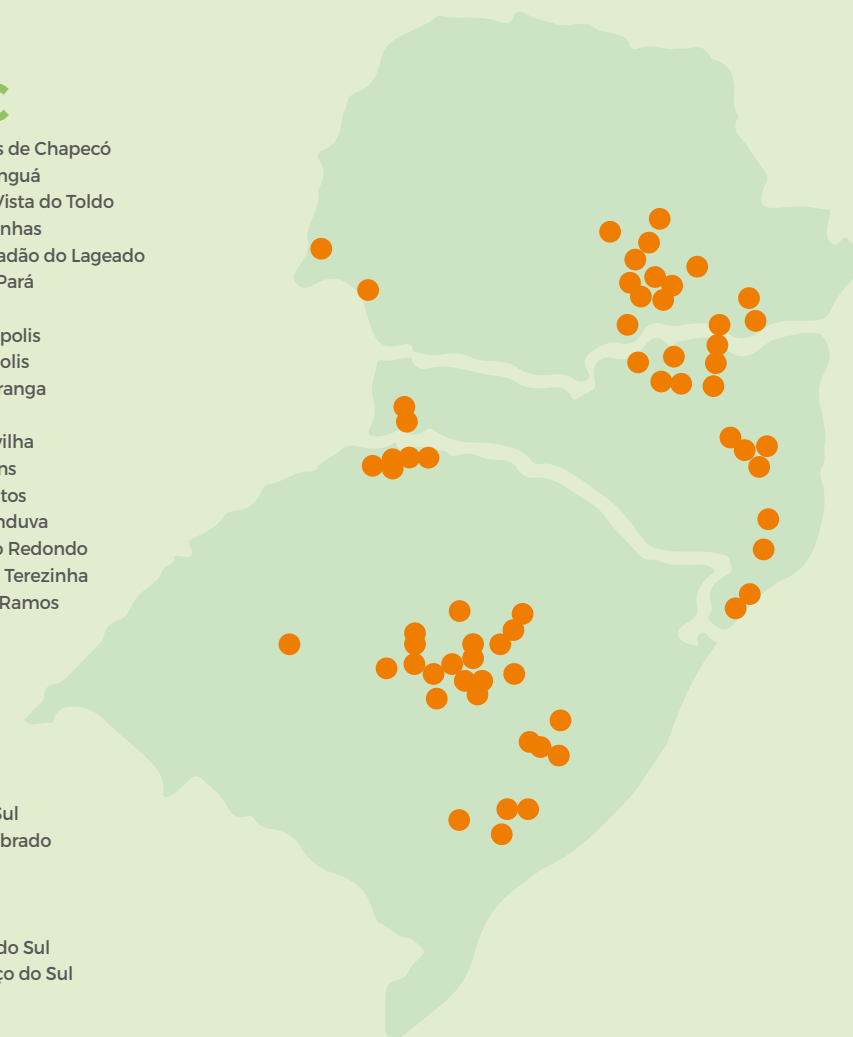 C
s de Chapecó
nguá
Vista do Toldo
nhas
adão do Lageado
Pará
polis
olis
ranga
vilha
ns
tos
nduva
o Redondo
Terezinha
Ramos
Sul
brado
do Sul
ço do Sul